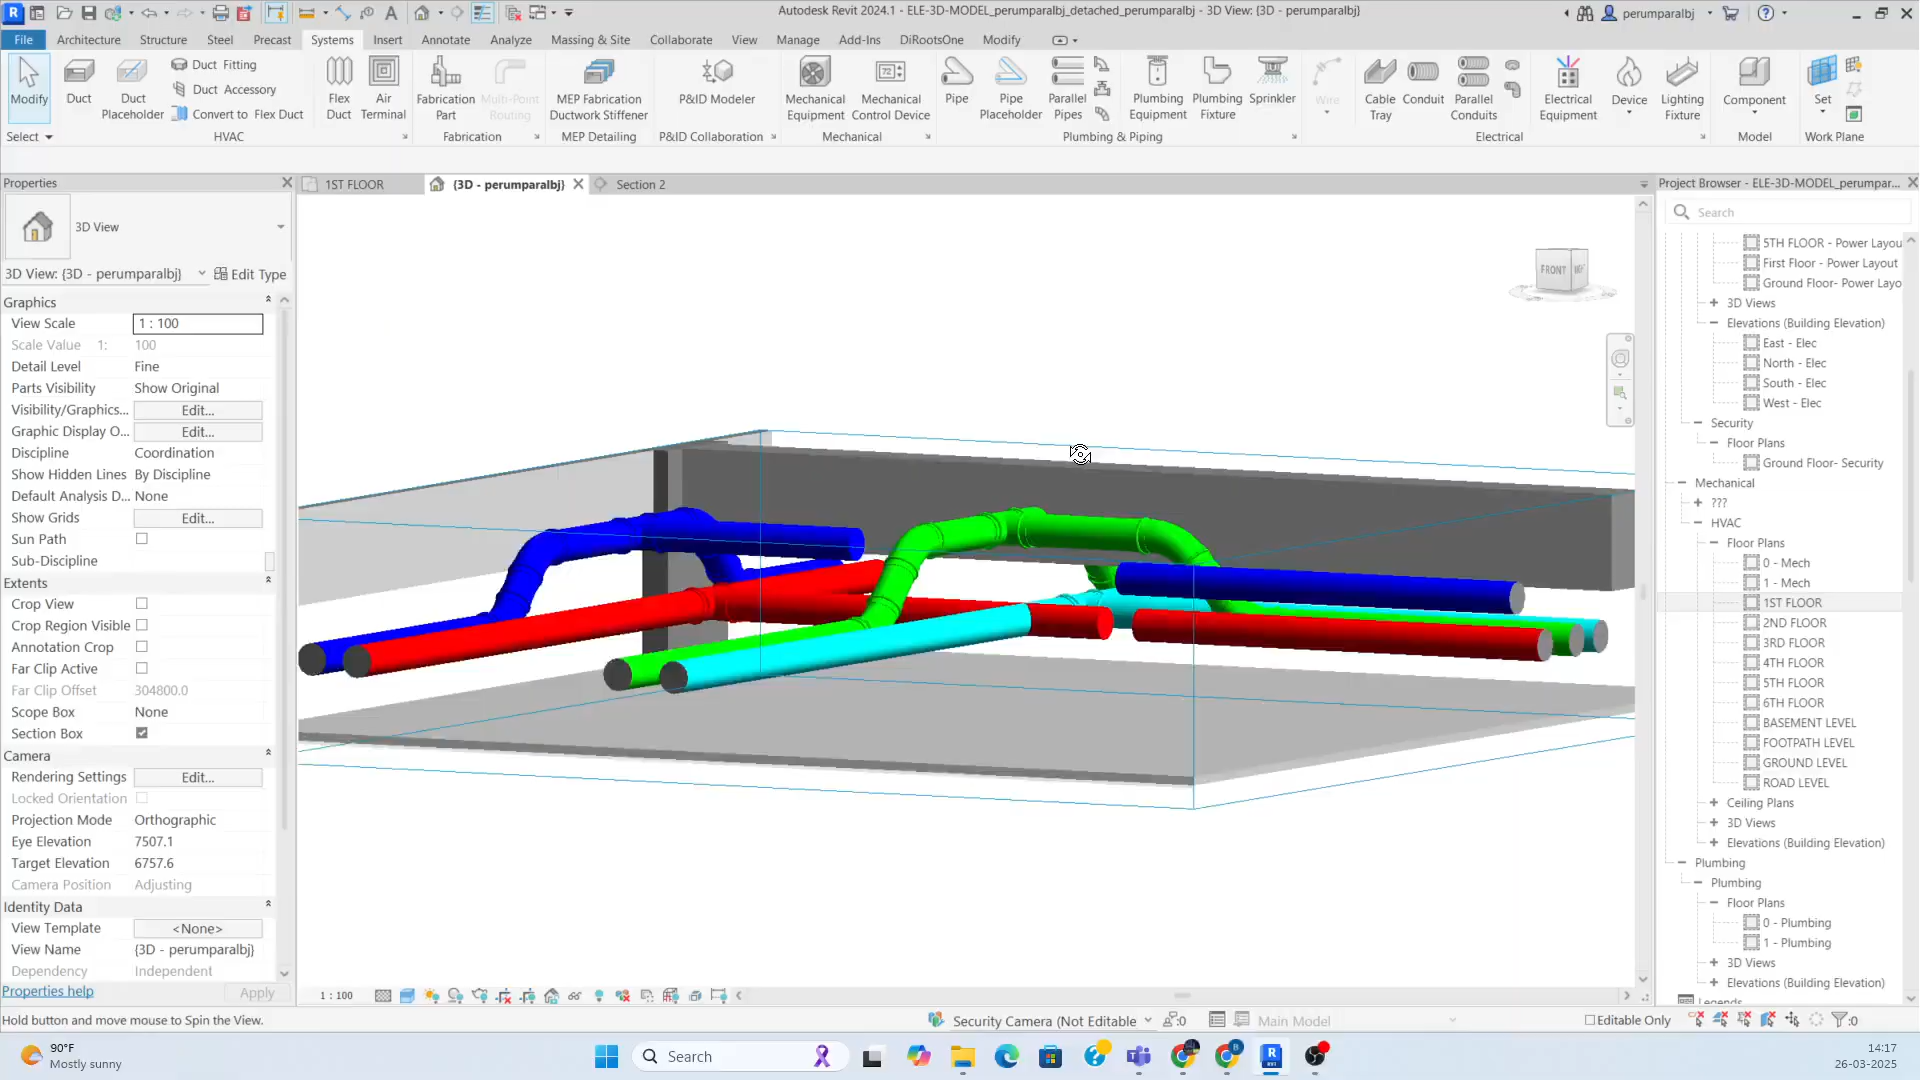 Autodesk Revit 2024.1 - ELE-3D-MODEL_perumparalbj_detached_perumparalbj - 3D View: {3D - perumparalbj}
perumparalbj
File Architecture Structure Steel Precast Systems Insert Annotate Analyze Massing & Site Collaborate View Manage Add-Ins DiRootsOne Modify
Modify
Duct
Duct Placeholder
Duct Fitting
Duct Accessory
Convert to Flex Duct
Flex Duct
Air Terminal
Fabrication Part
Multi-Point Routing
MEP Fabrication Ductwork Stiffener
P&ID Modeler
Mechanical Equipment
Mechanical Control Device
Pipe
Pipe Placeholder
Parallel Pipes
Plumbing Equipment
Plumbing Fixture
Sprinkler
Wire
Cable Tray
Conduit
Parallel Conduits
Electrical Equipment
Device
Lighting Fixture
Component
Set
Select HVAC Fabrication MEP Detailing P&ID Collaboration Mechanical Plumbing & Piping Electrical Model Work Plane
Properties
3D View
3D View: {3D - perumparalbj} Edit Type
Graphics
View Scale 1 : 100
Scale Value 1: 100
Detail Level Fine
Parts Visibility Show Original
Visibility/Graphics... Edit...
Graphic Display O... Edit...
Discipline Coordination
Show Hidden Lines By Discipline
Default Analysis D... None
Show Grids Edit...
Sun Path
Sub-Discipline
Extents
Crop View
Crop Region Visible
Annotation Crop
Far Clip Active
Far Clip Offset 304800.0
Scope Box None
Section Box
Camera
Rendering Settings Edit...
Locked Orientation
Projection Mode Orthographic
Eye Elevation 7507.1
Target Elevation 6757.6
Camera Position Adjusting
Identity Data
View Template <None>
View Name {3D - perumparalbj}
Dependency Independent
Properties help Apply
1ST FLOOR {3D - perumparalbj} Section 2
FRONT
1 : 100
Project Browser - ELE-3D-MODEL_perumpar...
Search
5TH FLOOR - Power Layou
First Floor - Power Layout
Ground Floor- Power Layo
3D Views
Elevations (Building Elevation)
East - Elec
North - Elec
South - Elec
West - Elec
Security
Floor Plans
Ground Floor- Security
Mechanical
???
HVAC
Floor Plans
0 - Mech
1 - Mech
1ST FLOOR
2ND FLOOR
3RD FLOOR
4TH FLOOR
5TH FLOOR
6TH FLOOR
BASEMENT LEVEL
FOOTPATH LEVEL
GROUND LEVEL
ROAD LEVEL
Ceiling Plans
3D Views
Elevations (Building Elevation)
Plumbing
Plumbing
Floor Plans
0 - Plumbing
1 - Plumbing
3D Views
Elevations (Building Elevation)
Legends
Hold button and move mouse to Spin the View.
Security Camera (Not Editable :0 Main Model Editable Only :0
90°F
Mostly sunny
Search
14:17
26-03-2025